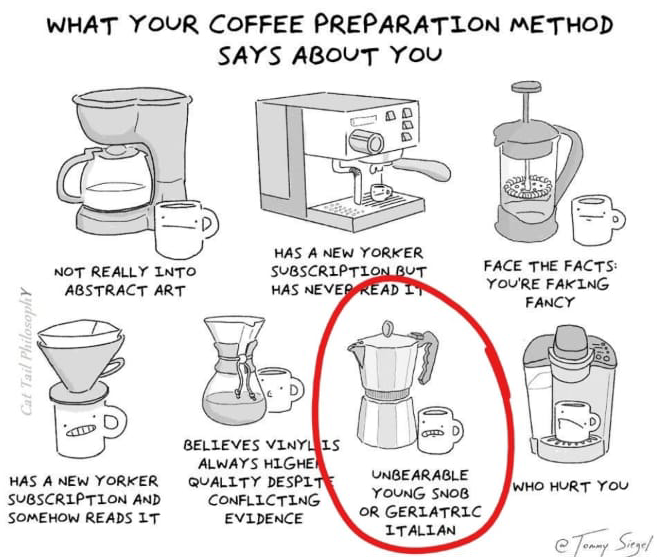 WHAT YOUR COFFEE PREPARATION METHOD
SAYS ABOUT YOU
NOT REALLY INTO
ABSTRACT ART
HAS A NEW YORKER
SUBSCRIPTION BUT
HAS NEVER READ IT
FACE THE FACTS:
YOU'RE FAKING
FANCY
Cat Tail PhilosophY
HAS A NEW YORKER
SUBSCRIPTION AND
SOMEHOW READS IT
BELIEVES VINYL IS
ALWAYS HIGHER
QUALITY DESPITE
CONFLICTING
EVIDENCE
UNBEARABLE
YOUNG SNOB
OR GERIATRIC
ITALIAN
WHO HURT YOU
@ Tommy Siegel